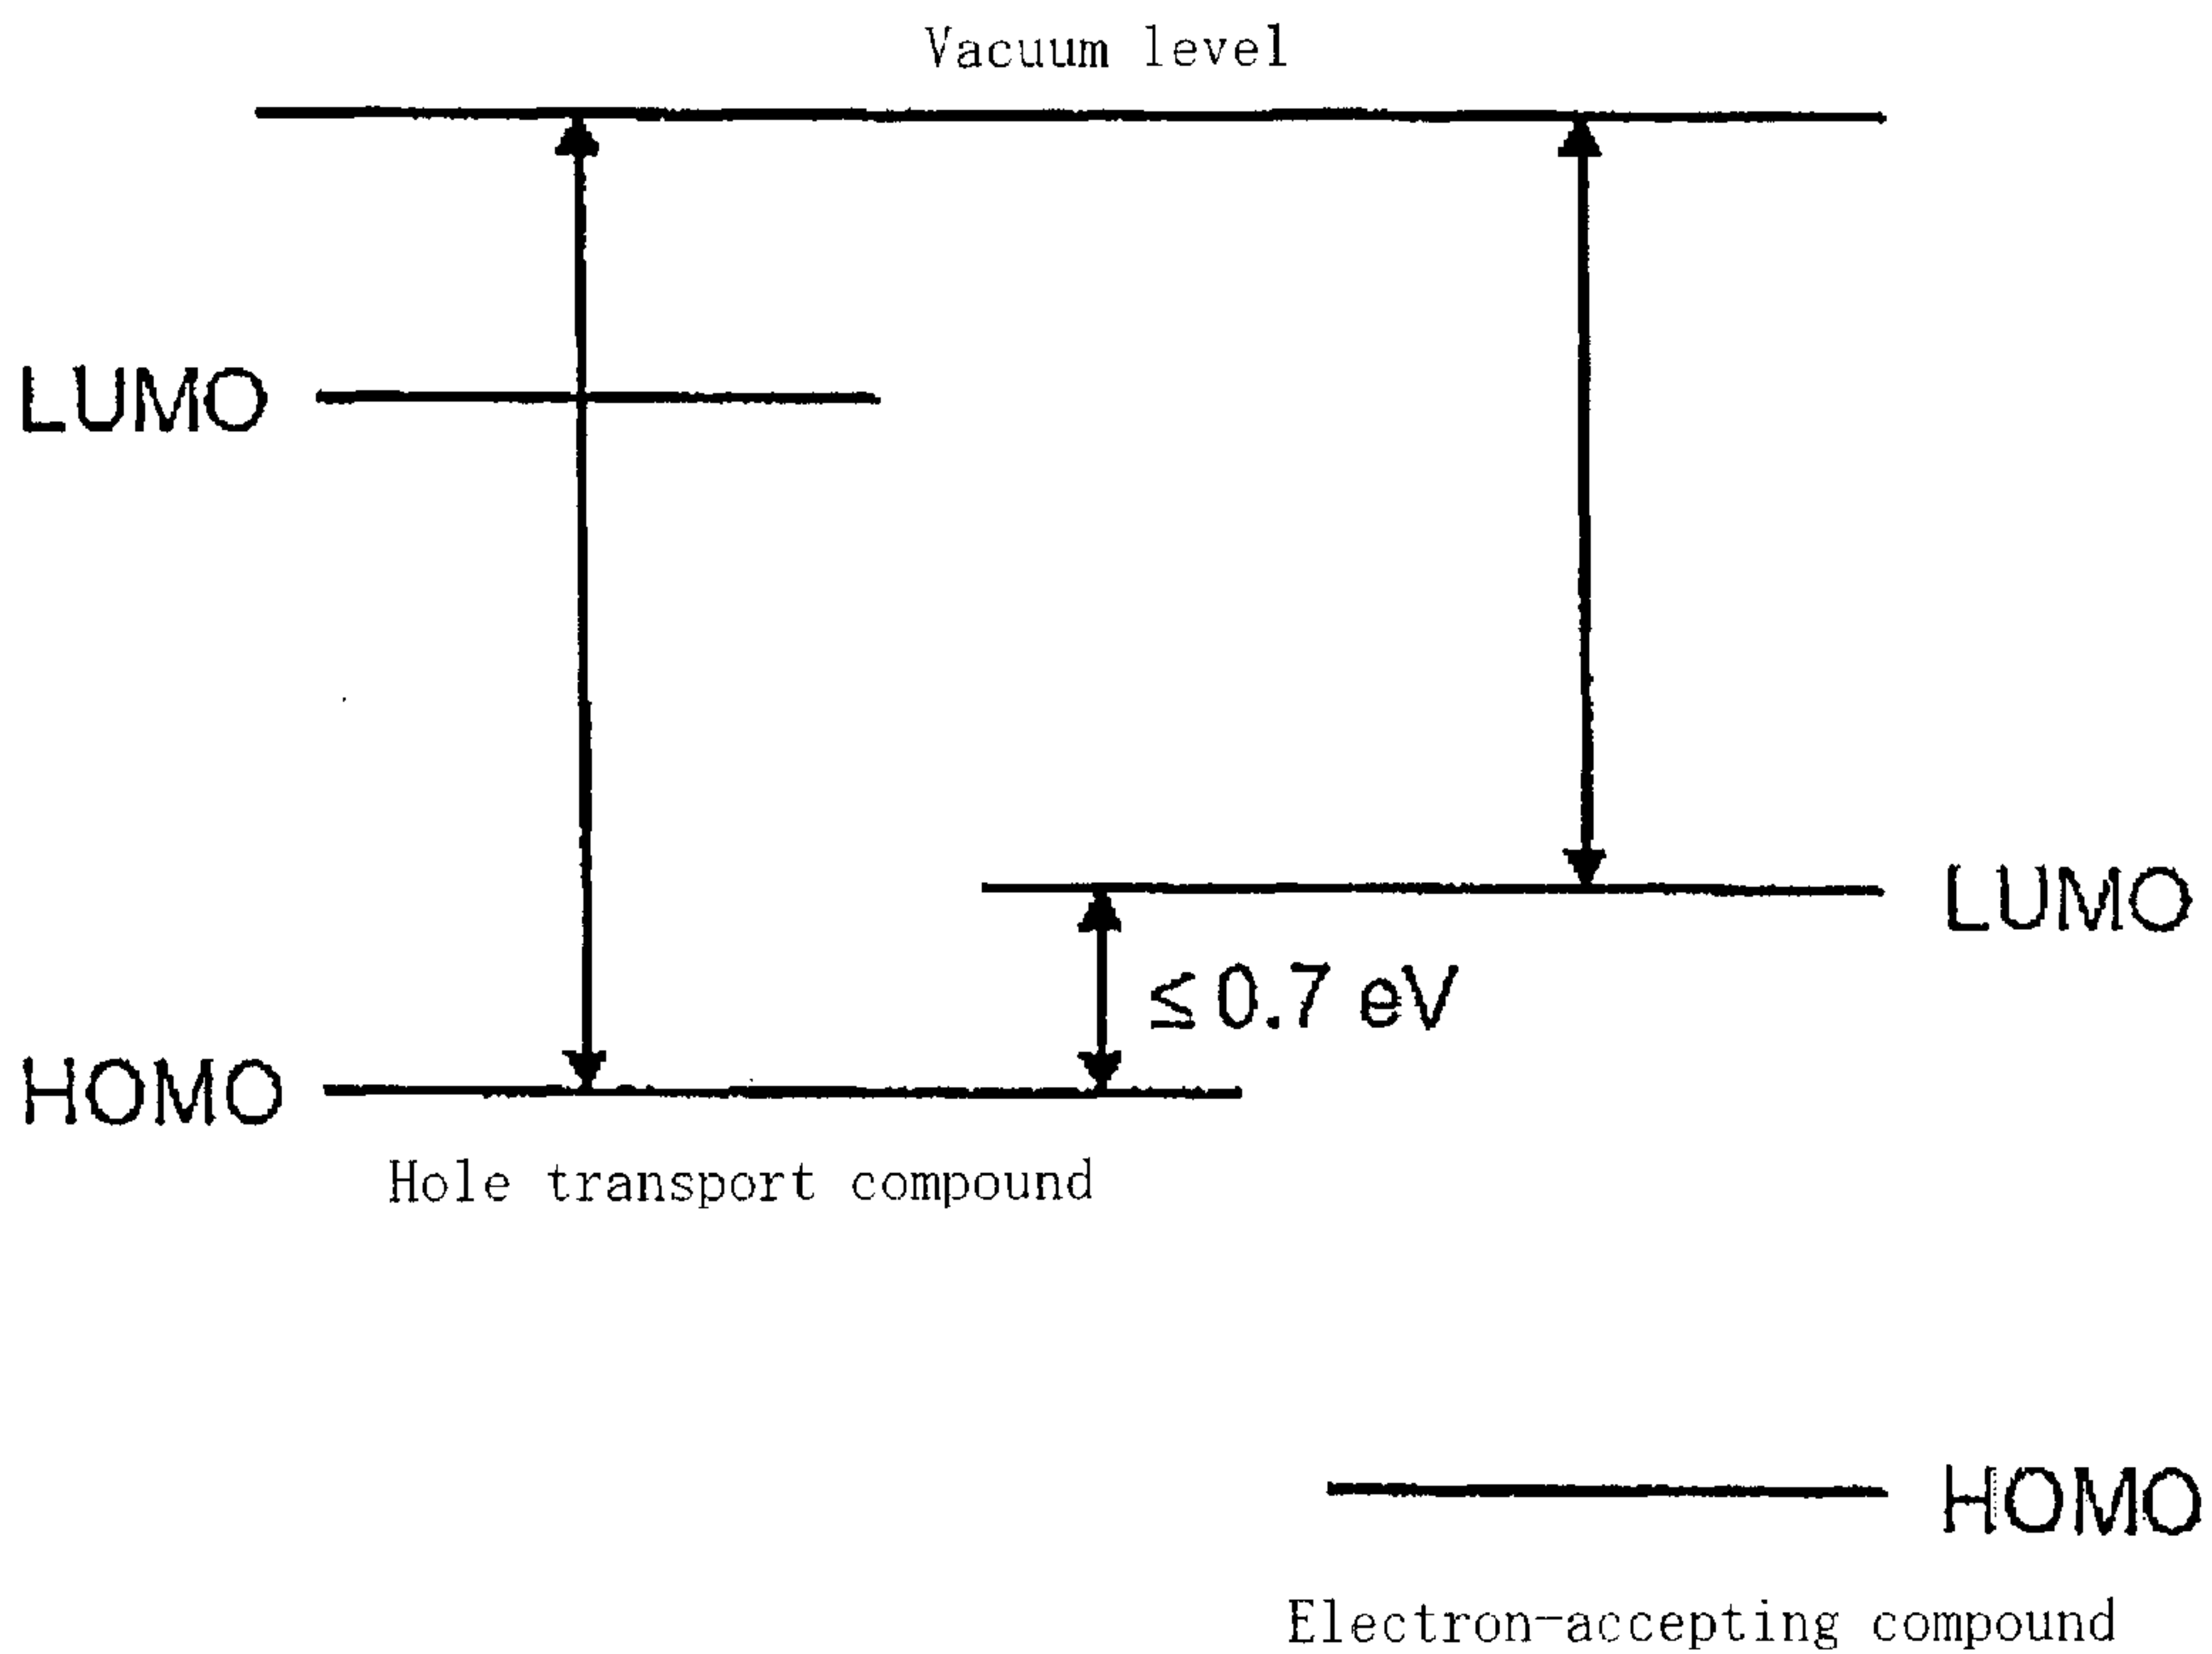 Vacuum level
LUMO
LUMO
≤0.7 eV
HOMO
Hole transport compound
HOMO
Electron-accepting compound